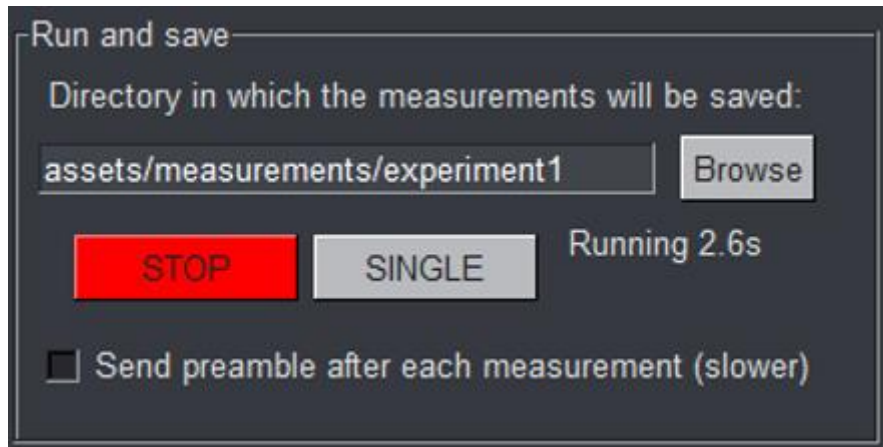 Run and save
Directory in which the measurements will be saved:
assets/measurements/experiment1 Browse
STOP SINGLE Running 2.6s
Send preamble after each measurement (slower)